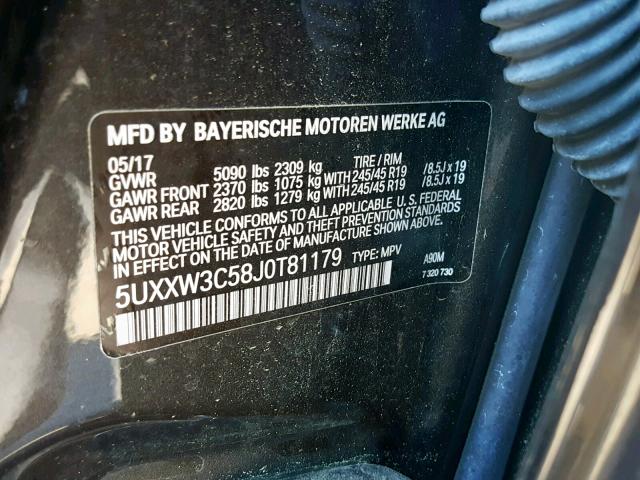 MFD BY BAYERISCHE MOTOREN WERKE AG
05/17 TIRE / RIM
GVWR 5090 lbs 2309 kg
GAWR FRONT 2370 lbs 1075 kg WITH 245/45 R19 /8.5J x 19
GAWR REAR 2820 lbs 1279 kg WITH 245/45 R19 /8.5J x 19
THIS VEHICLE CONFORMS TO ALL APPLICABLE U. S. FEDERAL
MOTOR VEHICLE SAFETY AND THEFT PREVENTION STANDARDS
IN EFFECT ON THE DATE OF MANUFACTURE SHOWN ABOVE.
5UXXW3C58J0T81179 TYPE: MPV A90M
7 320 730